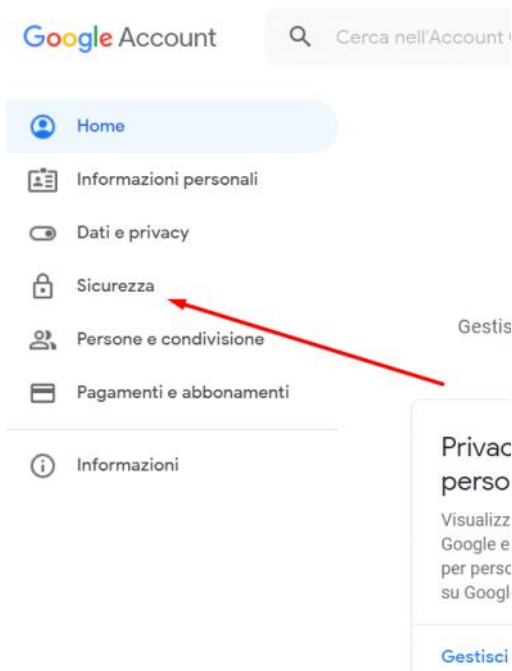 Google Account
Cerca nell'Account
Home
Informazioni personali
Dati e privacy
Sicurezza
Persone e condivisione
Pagamenti e abbonamenti
Informazioni
Gestis
Privac
perso
Visualizz
Google e
per perso
su Googl
Gestisci